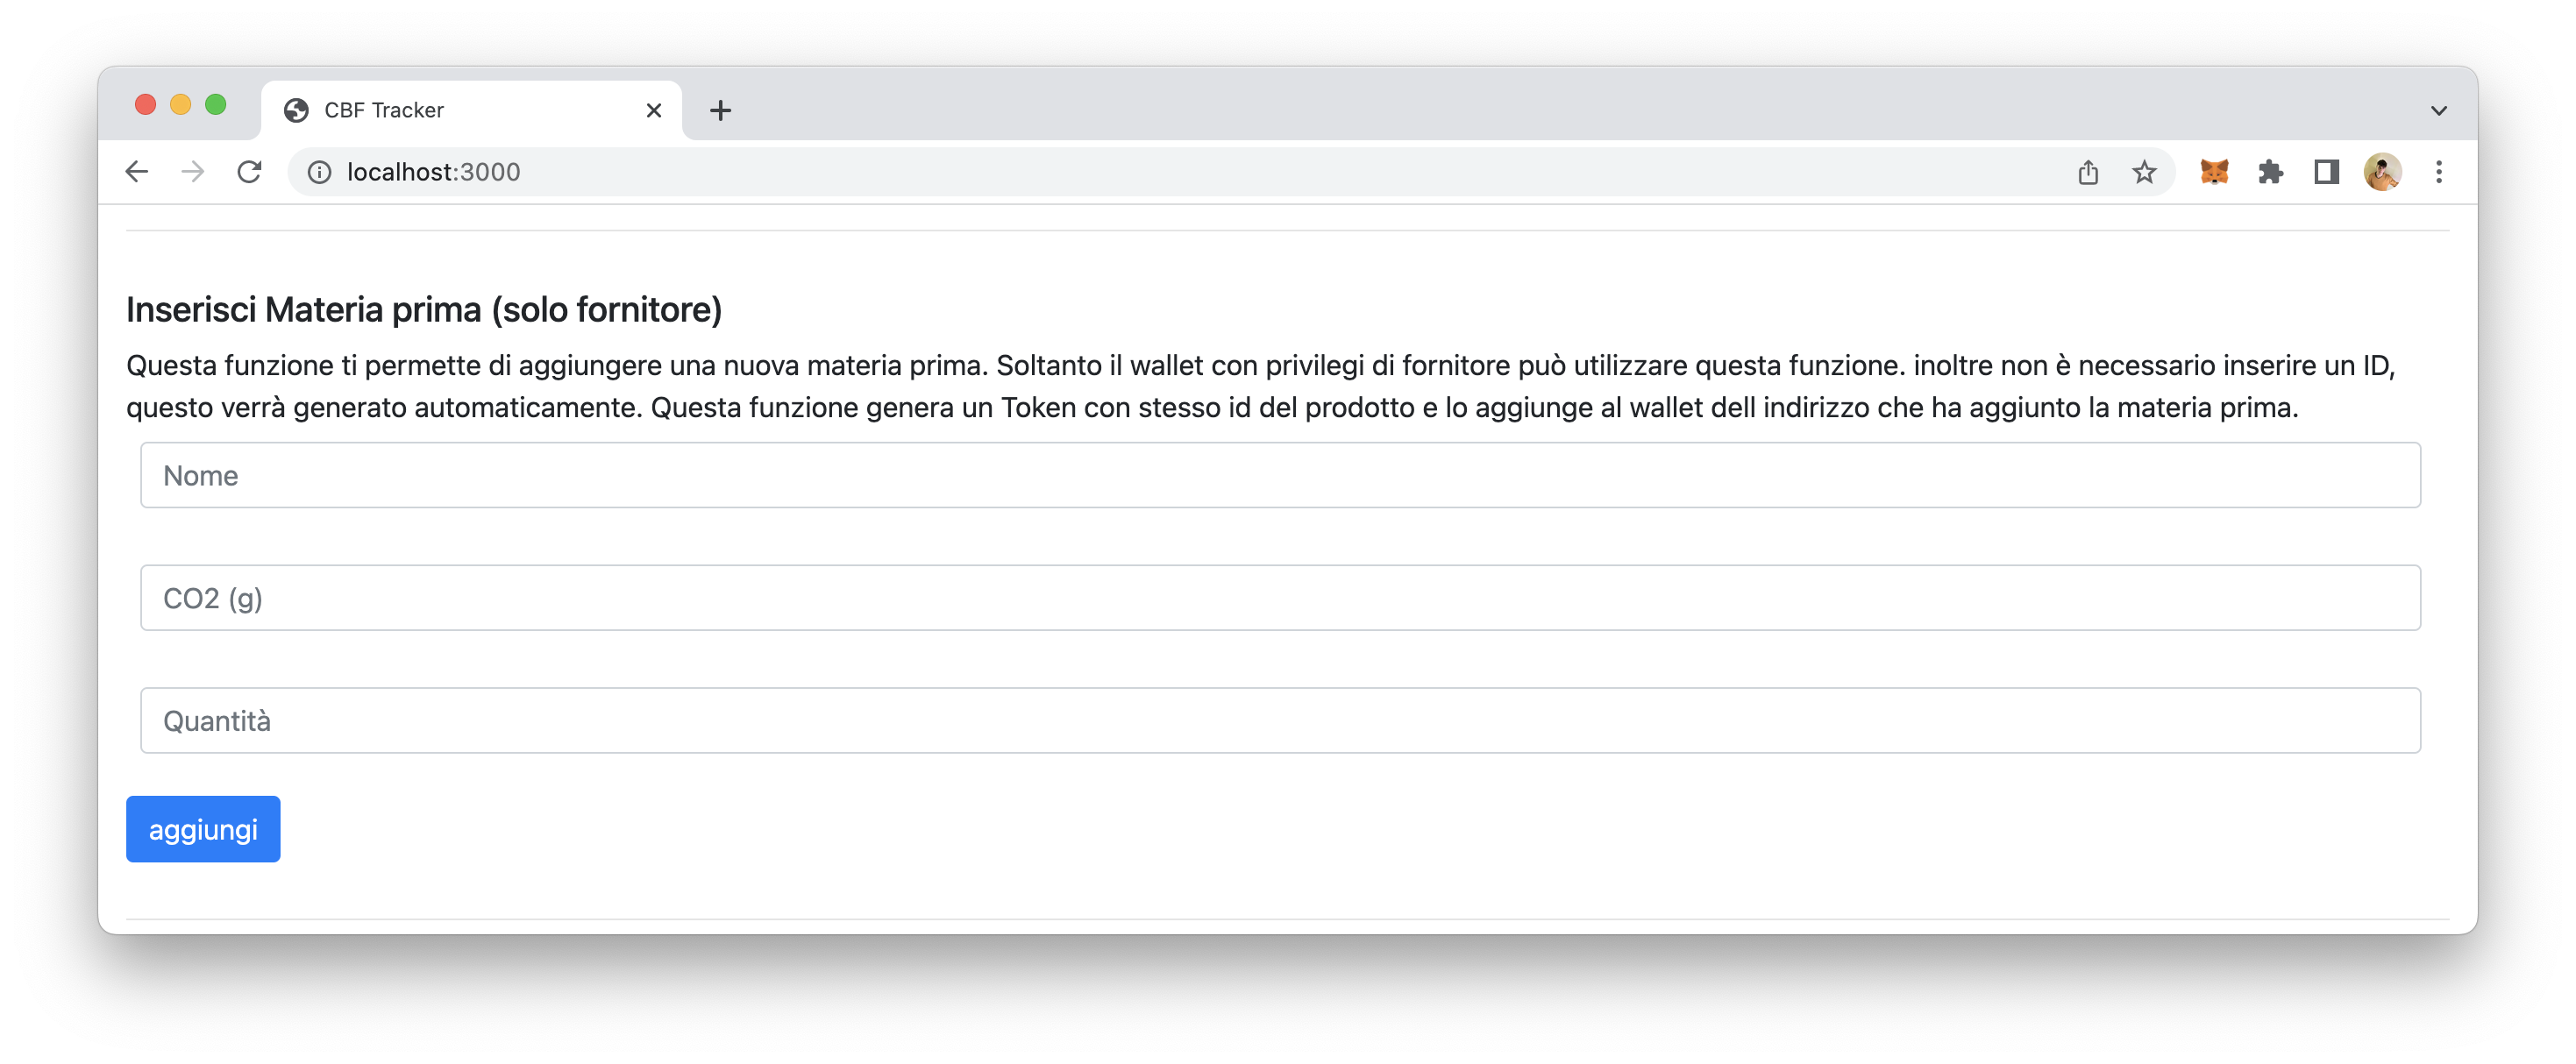 CBF Tracker
localhost:3000
Inserisci Materia prima (solo fornitore)
Questa funzione ti permette di aggiungere una nuova materia prima. Soltanto il wallet con privilegi di fornitore può utilizzare questa funzione. inoltre non è necessario inserire un ID,
questo verrà generato automaticamente. Questa funzione genera un Token con stesso id del prodotto e lo aggiunge al wallet dell indirizzo che ha aggiunto la materia prima.
Nome
CO2 (g)
Quantità
aggiungi